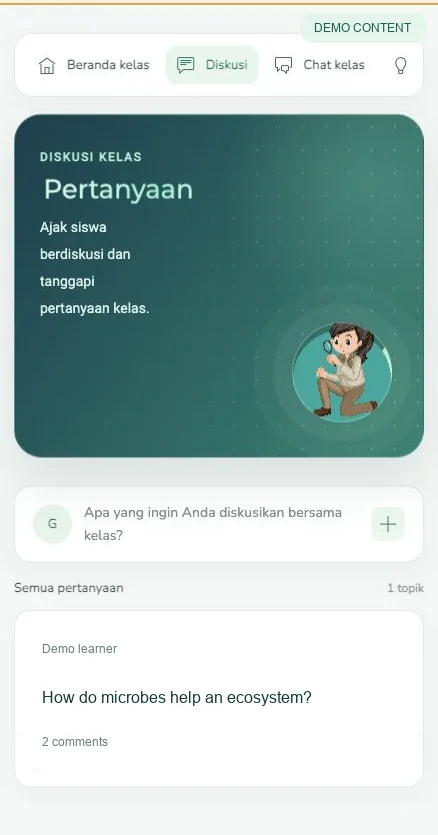 DEMO CONTENT
Beranda kelas
Diskusi
Chat kelas
DISKUSI KELAS
Pertanyaan
Ajak siswa
berdiskusi dan
tanggapi
pertanyaan kelas.
G
Apa yang ingin Anda diskusikan bersama
kelas?
Semua pertanyaan
1 topik
Demo learner
How do microbes help an ecosystem?
2 comments